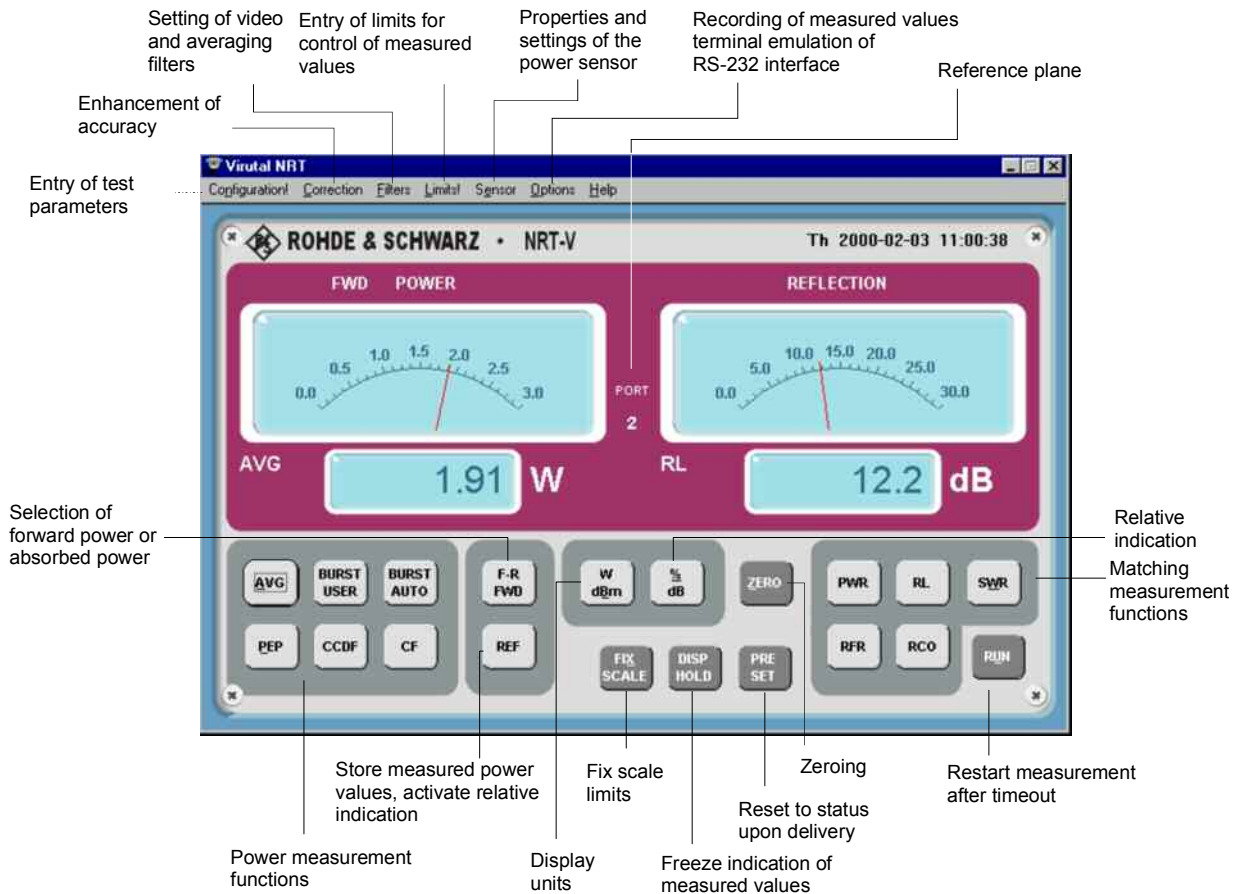 Setting of video
and averaging
filters
Entry of limits for
control of measured
values
Properties and
settings of the
power sensor
Recording of measured values
terminal emulation of
RS-232 interface
Reference plane
Enhancement of
accuracy
Entry of test
parameters
Virutal NRT
Configuration! Correction Filters Limits! Sensor Options Help
ROHDE & SCHWARZ · NRT-V
Th 2000-02-03 11:00:38
FWD POWER
0.0 0.5 1.0 1.5 2.0 2.5 3.0
PORT
2
REFLECTION
0.0 5.0 10.0 15.0 20.0 25.0 30.0
AVG
1.91 W
RL
12.2 dB
Selection of
forward power or
absorbed power
Relative
indication
Matching
measurement
functions
AVG
BURST
USER
BURST
AUTO
F-R
FWD
W
dBm
%
dB
ZERO
PWR
RL
SWR
PEP
CCDF
CF
REF
FIX
SCALE
DISP
HOLD
PRE
SET
RFR
RCO
RUN
Store measured power
values, activate relative
indication
Fix scale
limits
Zeroing
Restart measurement
after timeout
Reset to status
upon delivery
Power measurement
functions
Display
units
Freeze indication of
measured values